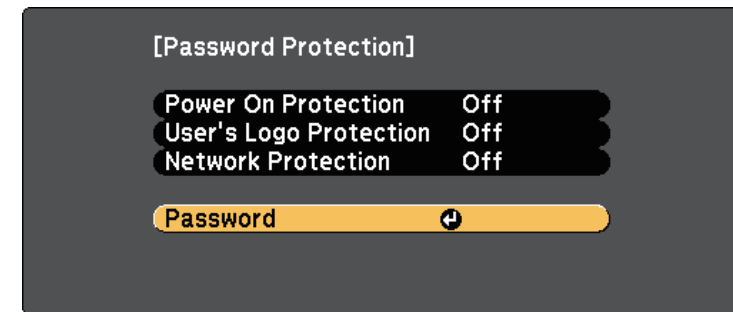 [Password Protection]
Power On Protection Off
User's Logo Protection Off
Network Protection Off
Password